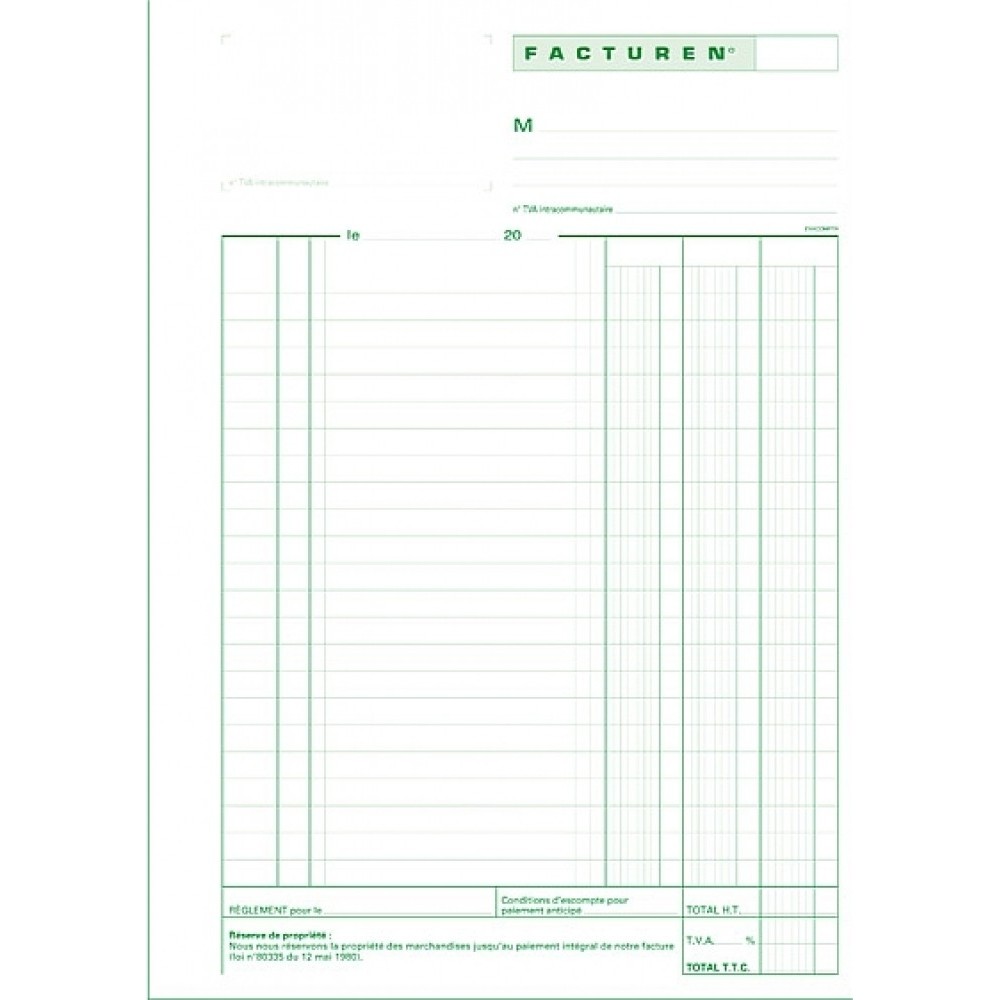 FACTUREN°
M
n° TVA intracommunautaire
n° TVA intracommunautaire
le 20
EXACOMPTA
RÈGLEMENT pour le
Conditions d'escompte pour
paiement anticipé
TOTAL H.T.
Réserve de propriété :
Nous nous réservons la propriété des marchandises jusqu'au paiement intégral de notre facture
(loi n°80335 du 12 mai 1980).
T.V.A. %
TOTAL T.T.C.